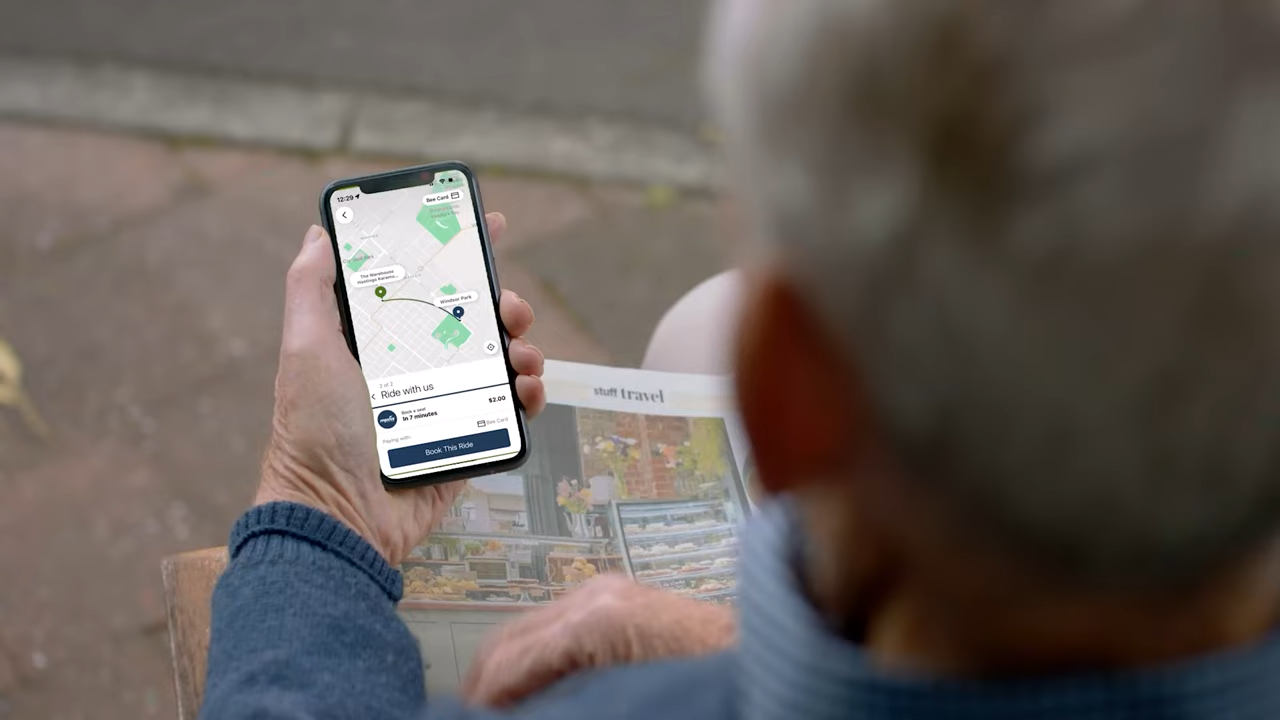 12:29
Bee Card
The Warehouse
Hastings Karamu...
Windsor Park
2 of 2
Ride with us
Book a seat
In 7 minutes
$2.00
Paying with:
Bee Card
Book This Ride
stuff travel